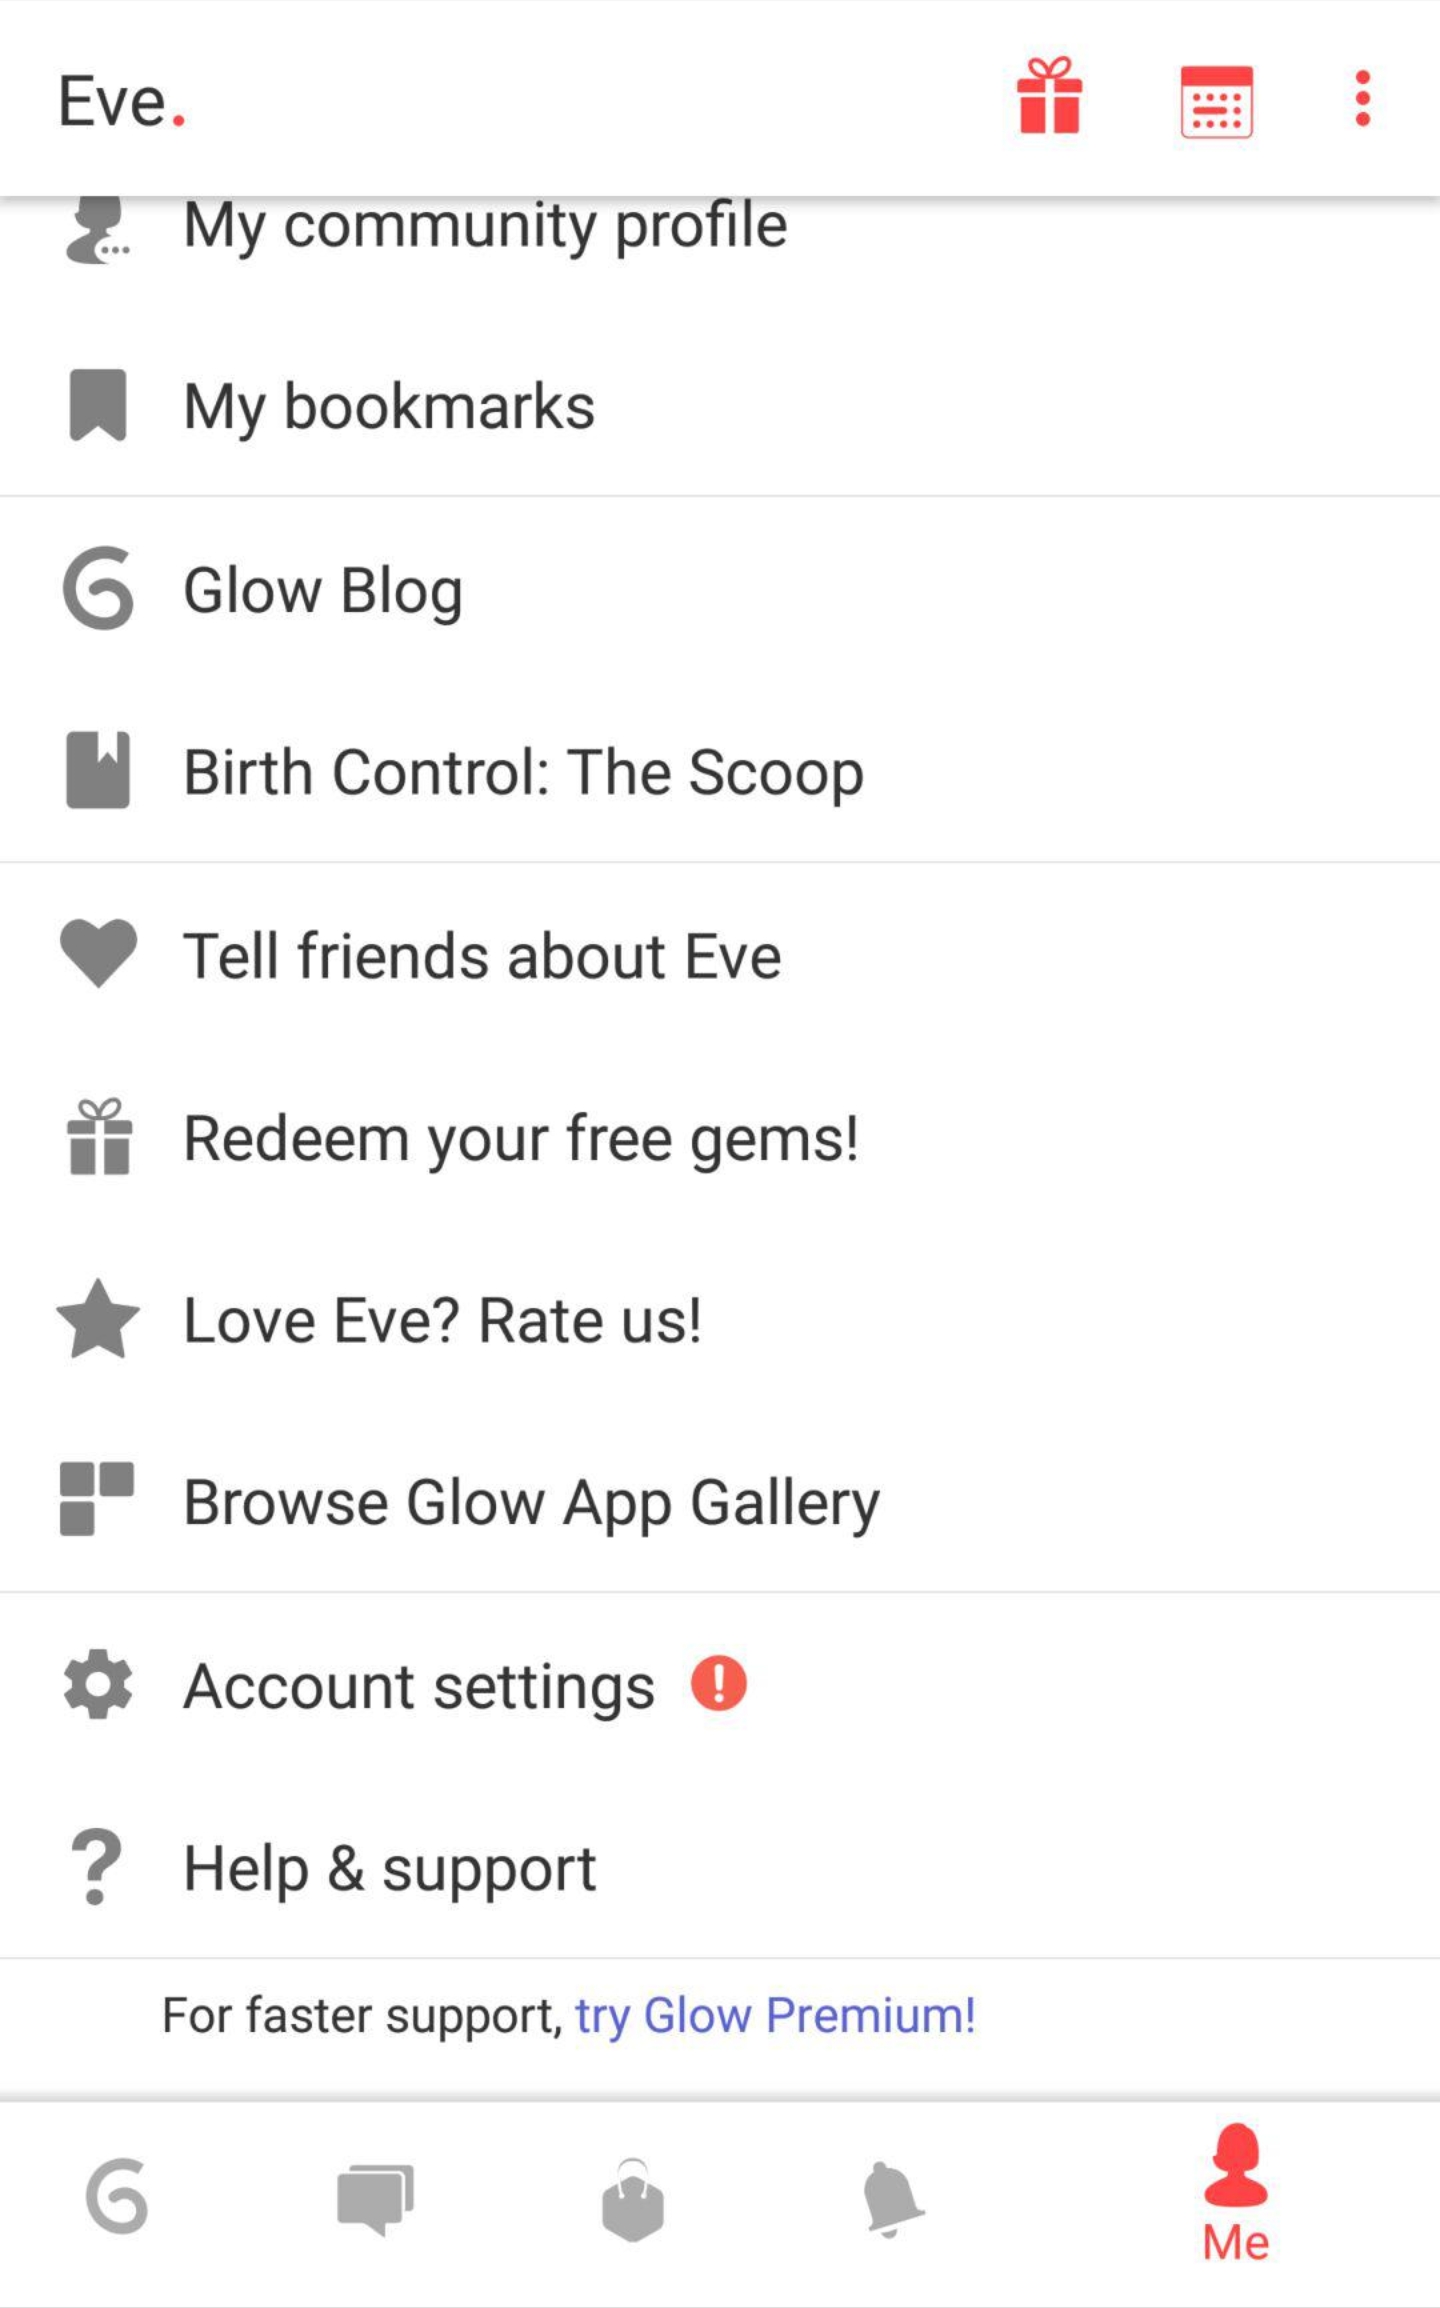 Eve.
My community profile
My bookmarks
Glow Blog
Birth Control: The Scoop
Tell friends about Eve
Redeem your free gems!
Love Eve? Rate us!
Browse Glow App Gallery
Account settings
Help & support
For faster support, try Glow Premium!
Me